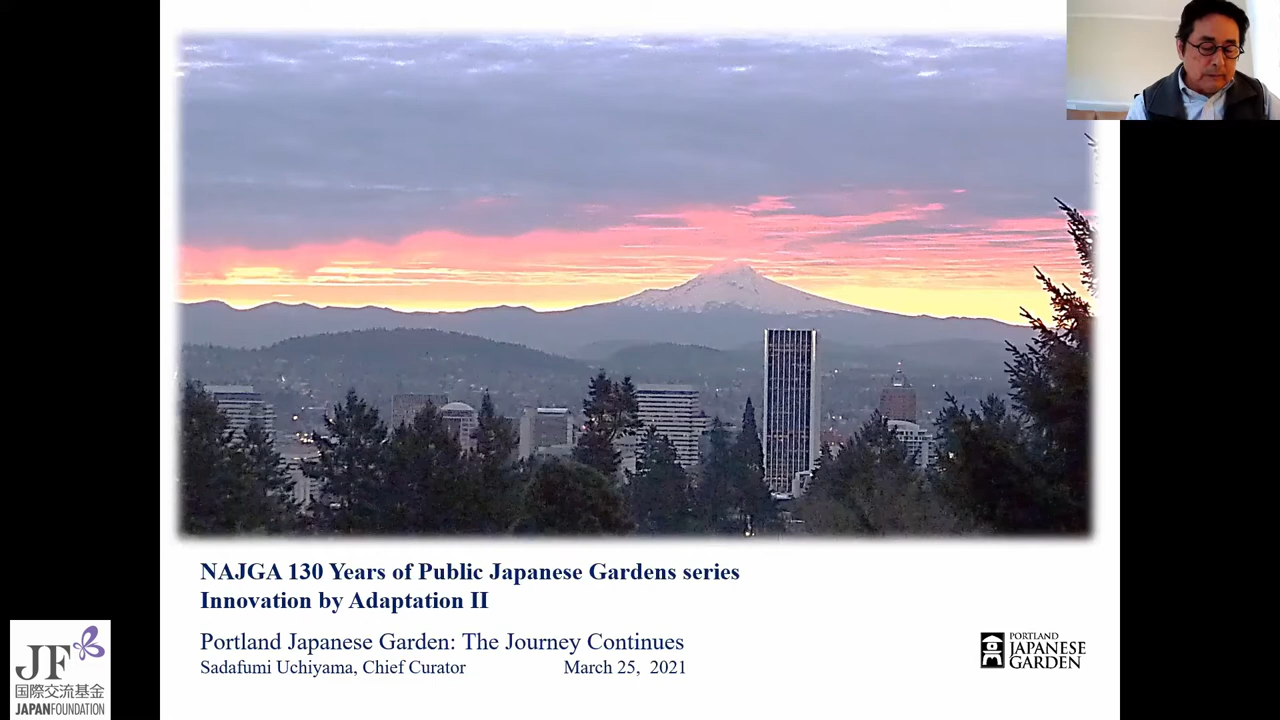 NAJGA 130 Years of Public Japanese Gardens series
Innovation by Adaptation II
Portland Japanese Garden: The Journey Continues
Sadafumi Uchiyama, Chief Curator March 25, 2021
PORTLAND
JAPANESE
GARDEN
JF
国際交流基金
JAPANFOUNDATION